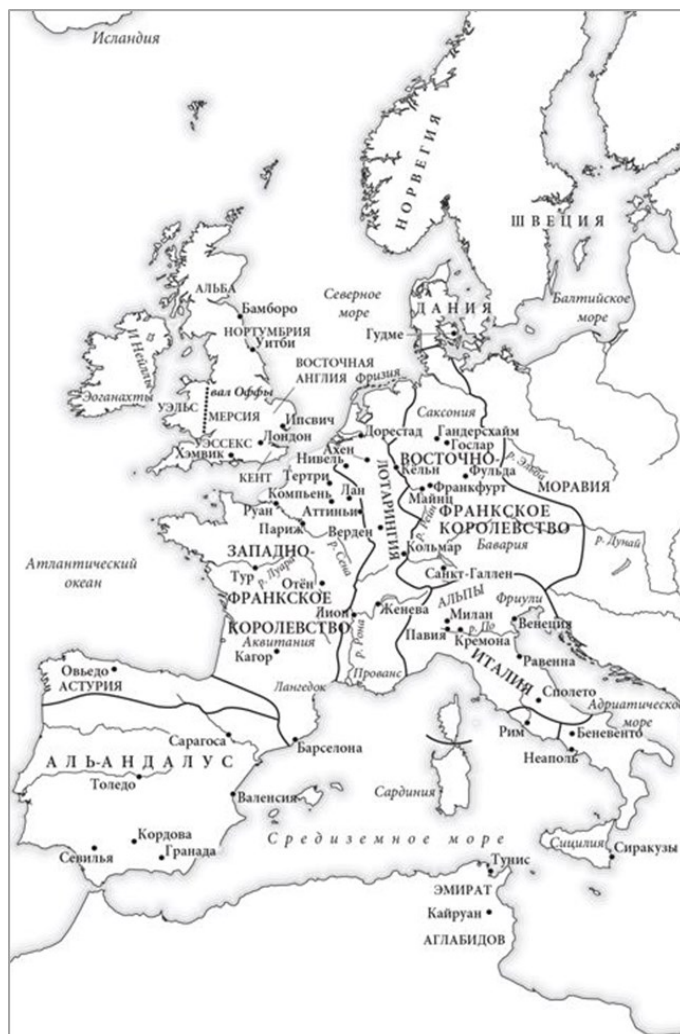 Исландия
НОРВЕГИЯ
ШВЕЦИЯ
АЛЬБА
Северное
море
ДАНИЯ
Балтийское
море
Бамборо
Гудме
НОРТУМБРИЯ
Уитби
И Нейллы
Эоганахты
ВОСТОЧНАЯ
АНГЛИЯ
Фризия
УЭЛЬС
вал Оффы
МЕРСИЯ
Саксония
Ипсвич
Дорестад
Гандерсхайм
Гослар
УЭССЕКС
Лондон
Хэмвик
Ахен
Нивель
ВОСТОЧНО-
р. Эльба
КЕНТ
Тертри
Кёльн
Фульда
МОРАВИЯ
Компьень
Лан
ЛОТАРИНГИЯ
Франкфурт
Майнц
Руан
Аттиньи
р. Рейн
ФРАНКСКОЕ
КОРОЛЕВСТВО
Париж
Верден
р. Сена
Бавария
р. Дунай
Кольмар
ЗАПАДНО-
Атлантический
океан
Тур
р. Луара
Отён
Санкт-Галлен
ФРАНКСКОЕ
АЛЬПЫ
Фриули
Лион
Женева
Милан
р. По
Венеция
КОРОЛЕВСТВО
р. Рона
Павия
Кремона
Аквитания
Кагор
Равенна
ИТАЛИЯ
Прованс
Овьедо
АСТУРИЯ
Лангедок
Сполето
Адриатическое
море
Рим
Беневенто
Сарагоса
Барселона
Неаполь
АЛЬ-АНДАЛУС
Толедо
Валенсия
Сардиния
Кордова
Средиземное море
Севилья
Гранада
Сицилия
Сиракузы
Тунис
ЭМИРАТ
Кайруан
АГЛАБИДОВ